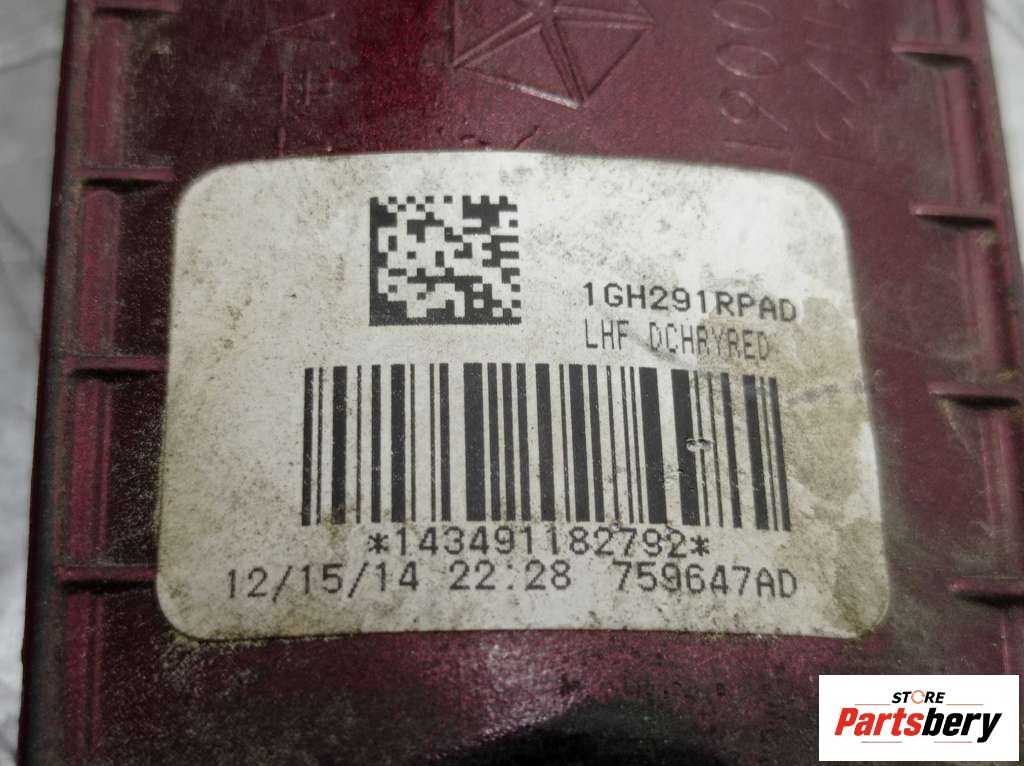 1GH291RPAD
LHF DCHRYRED
*143491182792*
12/15/14 22:28 759647AD
STORE
Partsbery